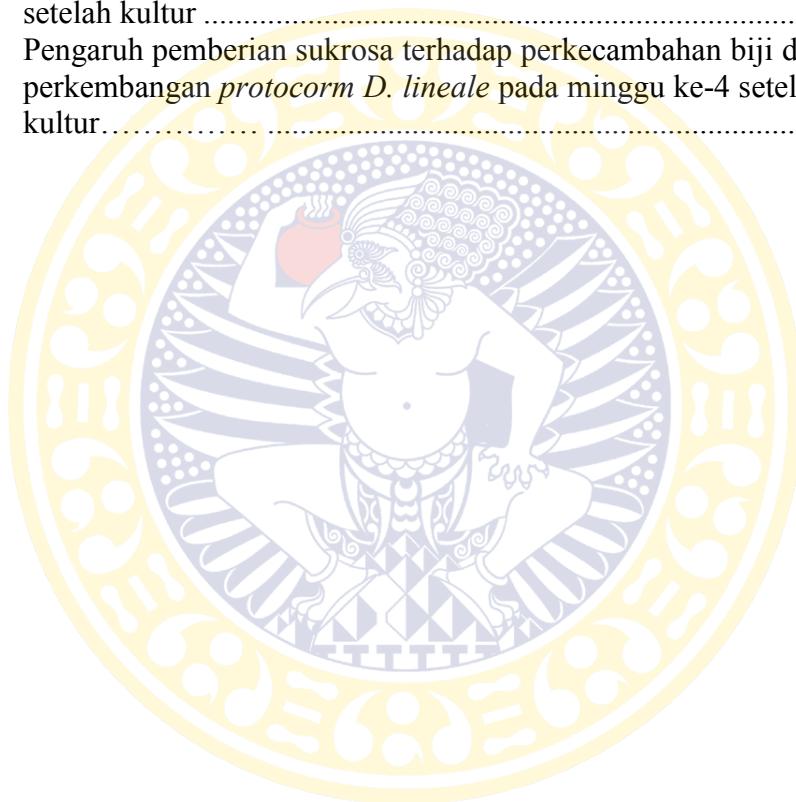 setelah kultur ..........................................................................
Pengaruh pemberian sukrosa terhadap perkecambahan biji d
perkembangan protocorm D. lineale pada minggu ke-4 setel
kultur…………… ..................................................................